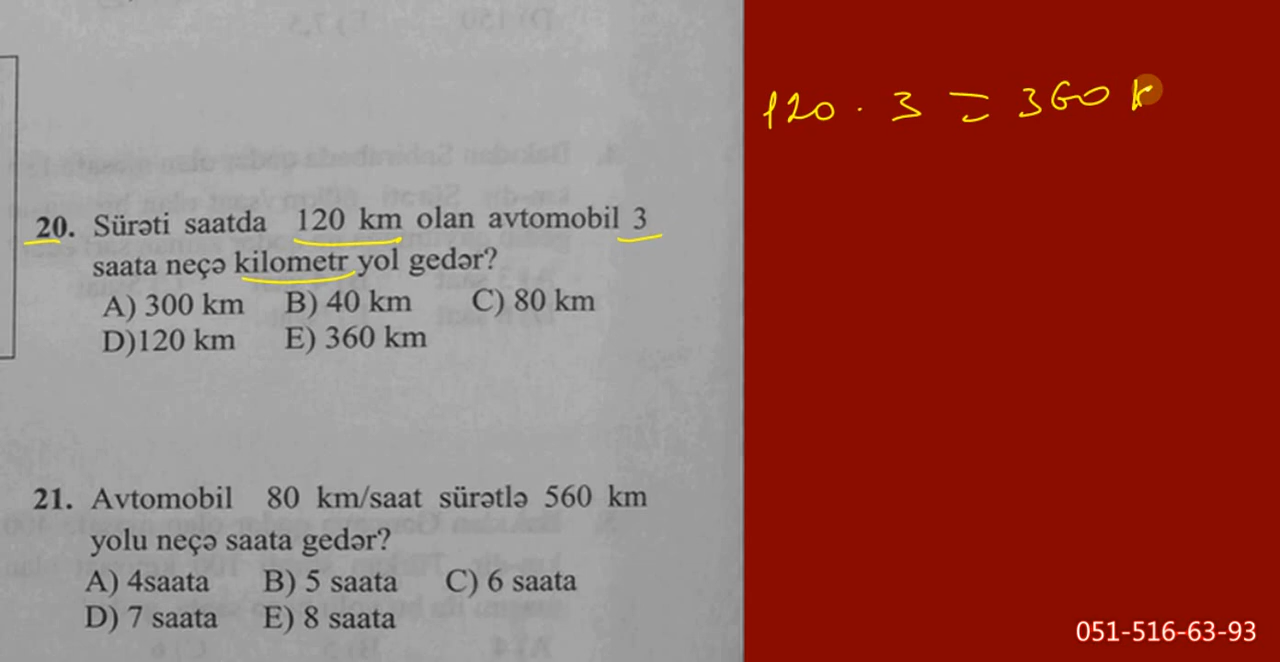 120 · 3 = 360 k
20. Sürəti saatda 120 km olan avtomobil 3
saata neçə kilometr yol gedər?
A) 300 km B) 40 km C) 80 km
D)120 km E) 360 km
21. Avtomobil 80 km/saat sürətlə 560 km
yolu neçə saata gedər?
A) 4saata B) 5 saata C) 6 saata
D) 7 saata E) 8 saata
051-516-63-93